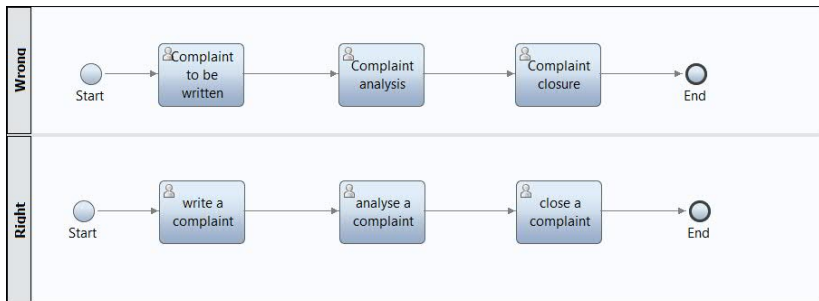 Wrong
Complaint
to be
written
Complaint
analysis
Complaint
closure
Start
End
Right
write a
complaint
analyse a
complaint
close a
complaint
Start
End